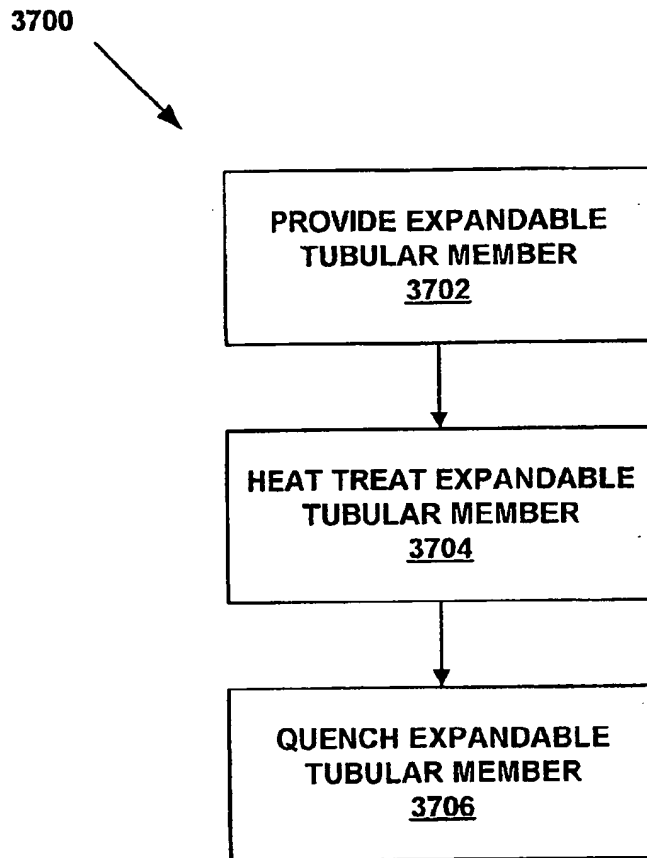 3700
PROVIDE EXPANDABLE
TUBULAR MEMBER
3702
HEAT TREAT EXPANDABLE
TUBULAR MEMBER
3704
QUENCH EXPANDABLE
TUBULAR MEMBER
3706